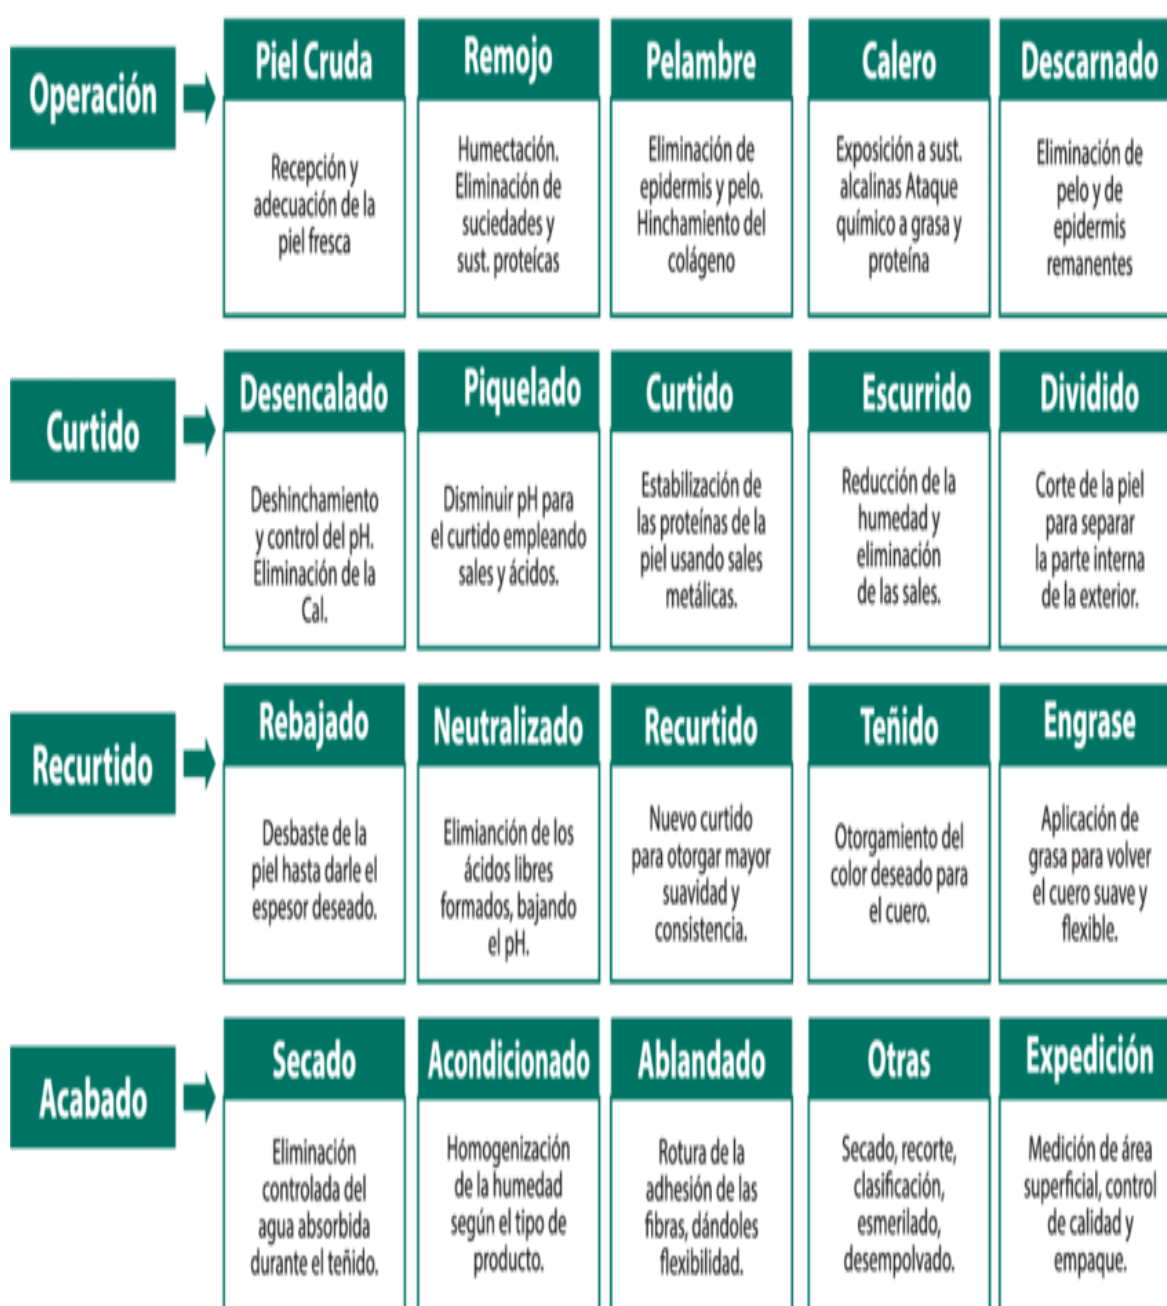 Operación
Piel Cruda
Recepción y
adecuación de la
piel fresca
Remojo
Humectación.
Eliminación de
suciedades y
sust. proteícas
Pelambre
Eliminación de
epidermis y pelo.
Hinchamiento del
colágeno
Calero
Exposición a sust.
alcalinas Ataque
químico a grasa y
proteína
Descarnado
Eliminación de
pelo y de
epidermis
remanentes
Curtido
Desencalado
Deshinchamiento
y control del pH.
Eliminación de la
Cal.
Piquelado
Disminuir pH para
el curtido empleando
sales y ácidos.
Curtido
Estabilización de
las proteínas de la
piel usando sales
metálicas.
Escurrido
Reducción de la
humedad y
eliminación
de las sales.
Dividido
Corte de la piel
para separar
la parte interna
de la exterior.
Recurtido
Rebajado
Desbaste de la
piel hasta darle el
espesor deseado.
Neutralizado
Elimianción de los
ácidos libres
formados, bajando
el pH.
Recurtido
Nuevo curtido
para otorgar mayor
suavidad y
consistencia.
Teñido
Otorgamiento del
color deseado para
el cuero.
Engrase
Aplicación de
grasa para volver
el cuero suave y
flexible.
Acabado
Secado
Eliminación
controlada del
agua absorbida
durante el teñido.
Acondicionado
Homogenización
de la humedad
según el tipo de
producto.
Ablandado
Rotura de la
adhesión de las
fibras, dándoles
flexibilidad.
Otras
Secado, recorte,
clasificación,
esmerilado,
desempolvado.
Expedición
Medición de área
superficial, control
de calidad y
empaque.